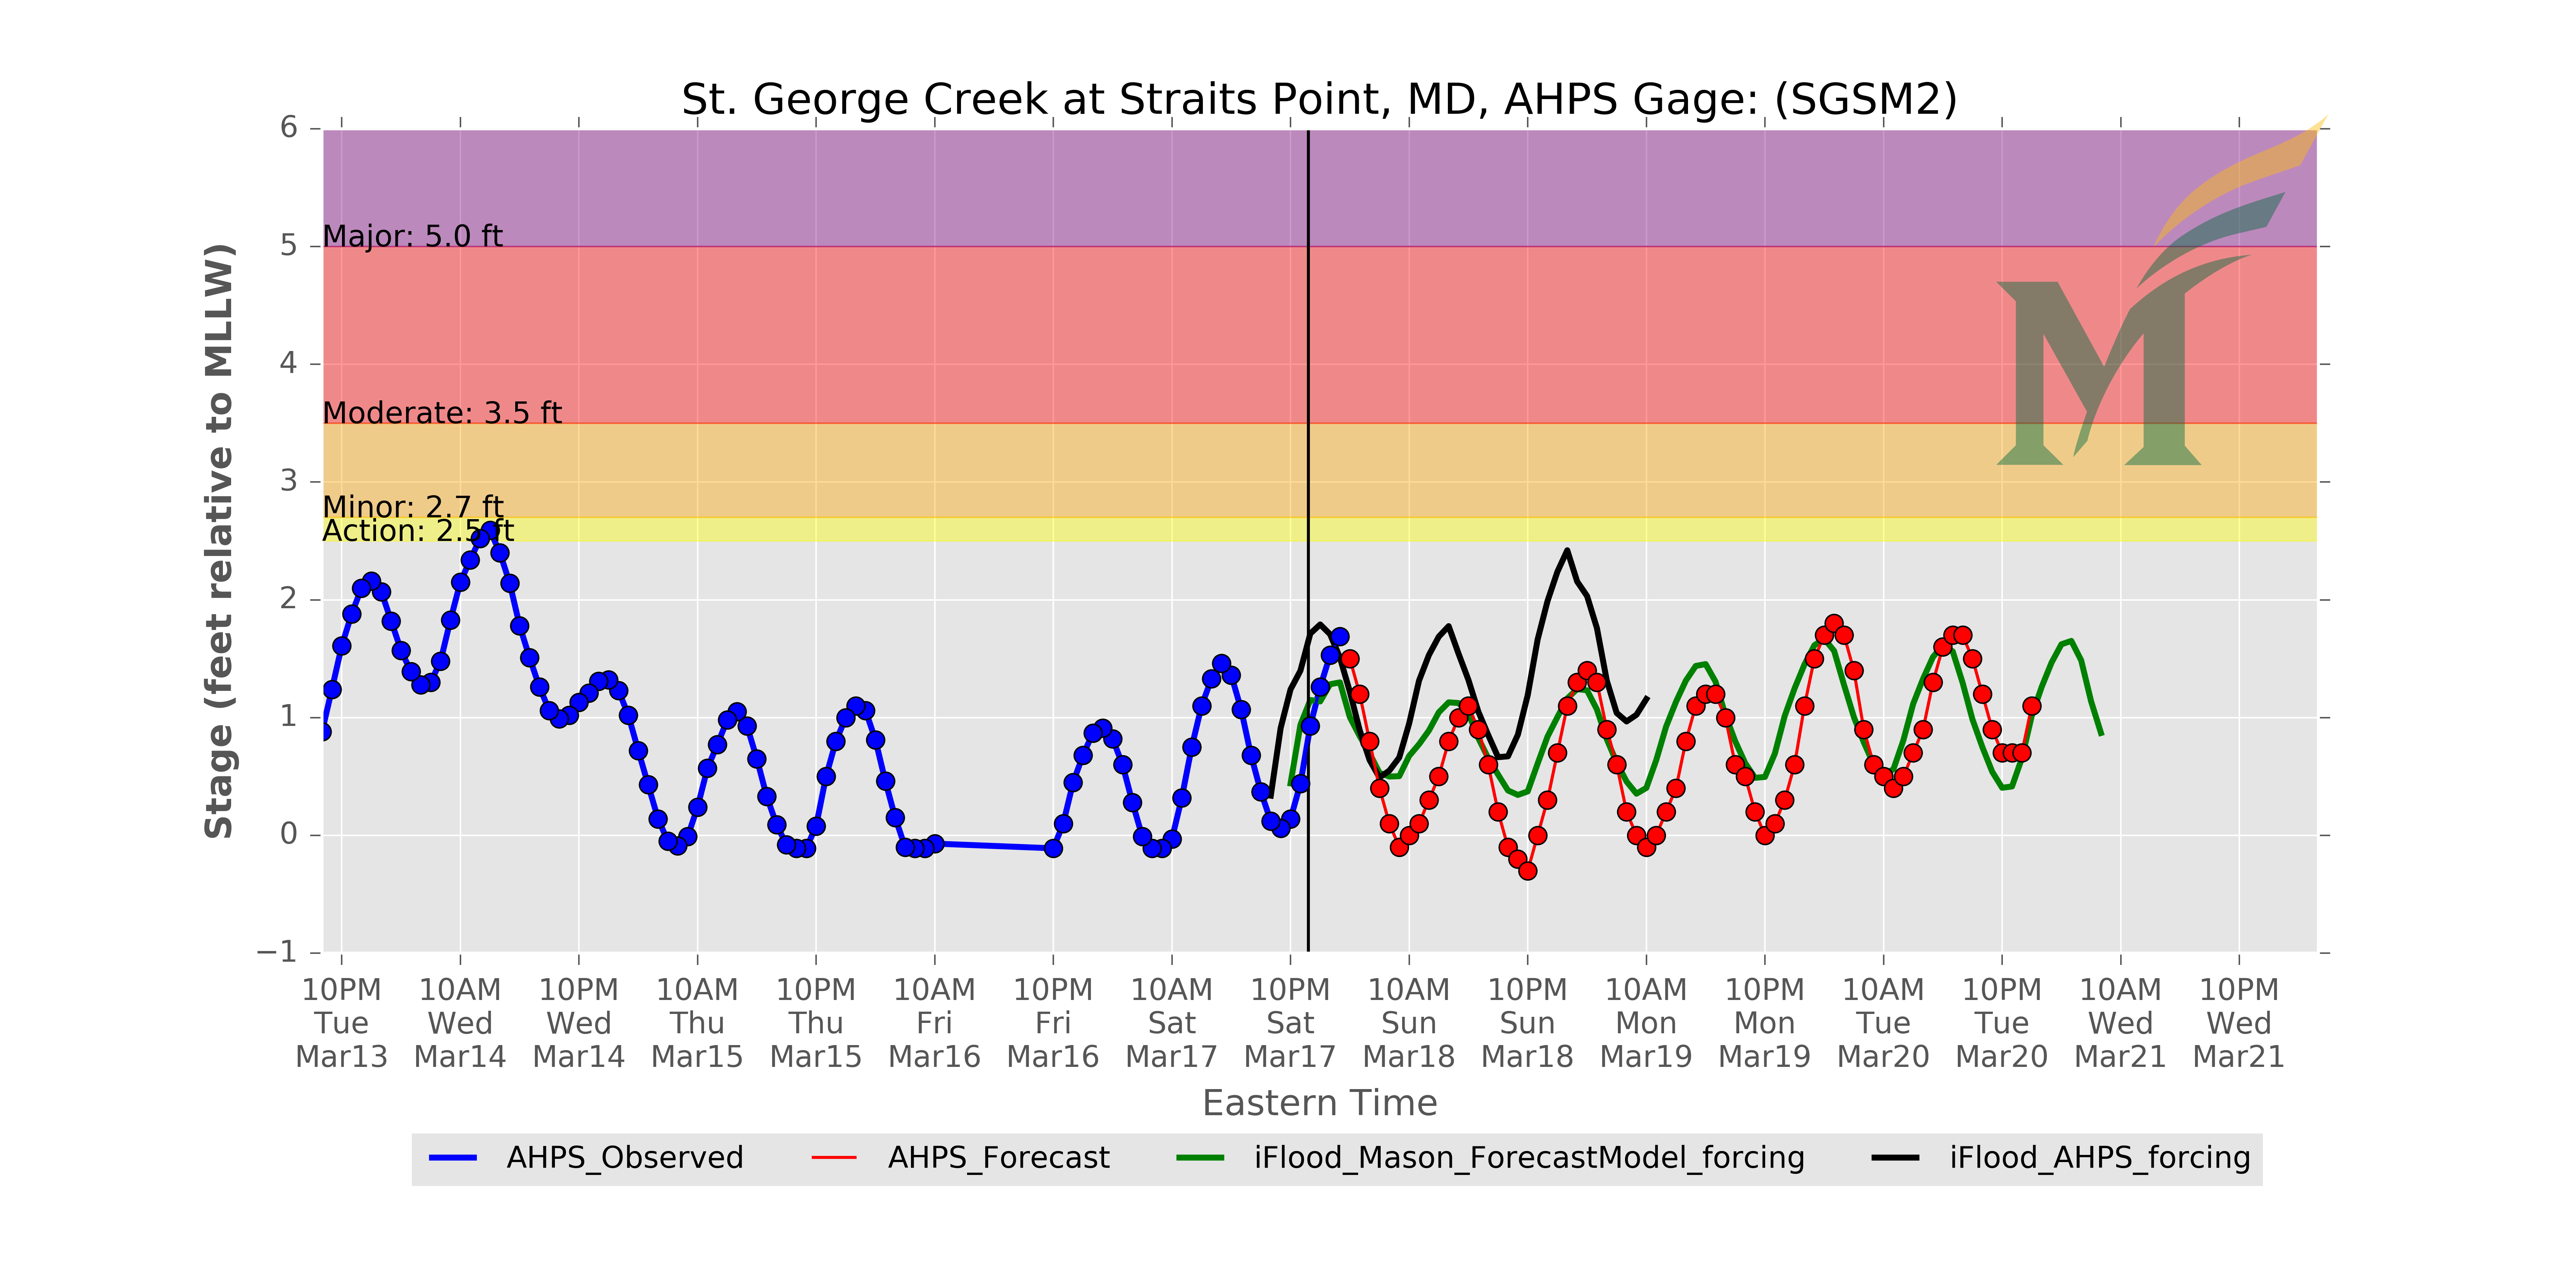 St. George Creek at Straits Point, MD, AHPS Gage: (SGSM2)
6
Major: 5.0 ft
5
4
Moderate: 3.5 ft
3
Minor: 2.7 ft
Action: 2.5 ft
2
1
0
−1
Stage (feet relative to MLLW)
10PM 10AM 10PM 10AM 10PM 10AM 10PM 10AM 10PM 10AM 10PM 10AM 10PM 10AM 10PM 10AM 10PM
Tue Wed Wed Thu Thu Fri Fri Sat Sat Sun Sun Mon Mon Tue Tue Wed Wed
Mar13 Mar14 Mar14 Mar15 Mar15 Mar16 Mar16 Mar17 Mar17 Mar18 Mar18 Mar19 Mar19 Mar20 Mar20 Mar21 Mar21
Eastern Time
AHPS_Observed AHPS_Forecast iFlood_Mason_ForecastModel_forcing iFlood_AHPS_forcing
M